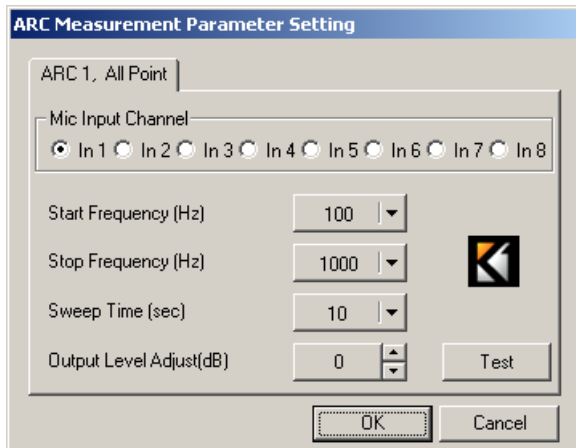 ARC Measurement Parameter Setting
ARC 1, All Point
Mic Input Channel
In 1 In 2 In 3 In 4 In 5 In 6 In 7 In 8
Start Frequency (Hz) 100
Stop Frequency (Hz) 1000
Sweep Time (sec) 10
Output Level Adjust(dB) 0 Test
OK Cancel